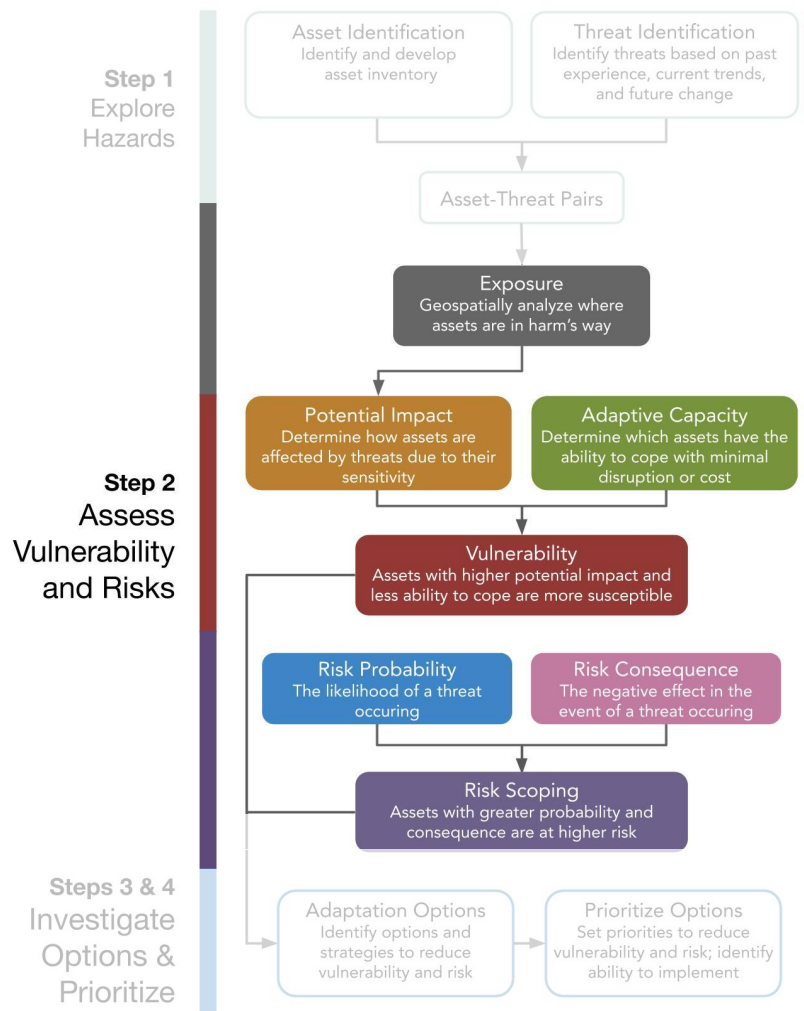 Step 1
Explore
Hazards
Asset Identification
Identify and develop
asset inventory
Threat Identification
Identify threats based on past
experience, current trends,
and future change
Asset-Threat Pairs
Step 2
Assess
Vulnerability
and Risks
Exposure
Geospatially analyze where
assets are in harm's way
Potential Impact
Determine how assets are
affected by threats due to their
sensitivity
Adaptive Capacity
Determine which assets have the
ability to cope with minimal
disruption or cost
Vulnerability
Assets with higher potential impact and
less ability to cope are more susceptible
Risk Probability
The likelihood of a threat
occuring
Risk Consequence
The negative effect in the
event of a threat occuring
Risk Scoping
Assets with greater probability and
consequence are at higher risk
Steps 3 & 4
Investigate
Options &
Prioritize
Adaptation Options
Identify options and
strategies to reduce
vulnerability and risk
Prioritize Options
Set priorities to reduce
vulnerability and risk; identify
ability to implement